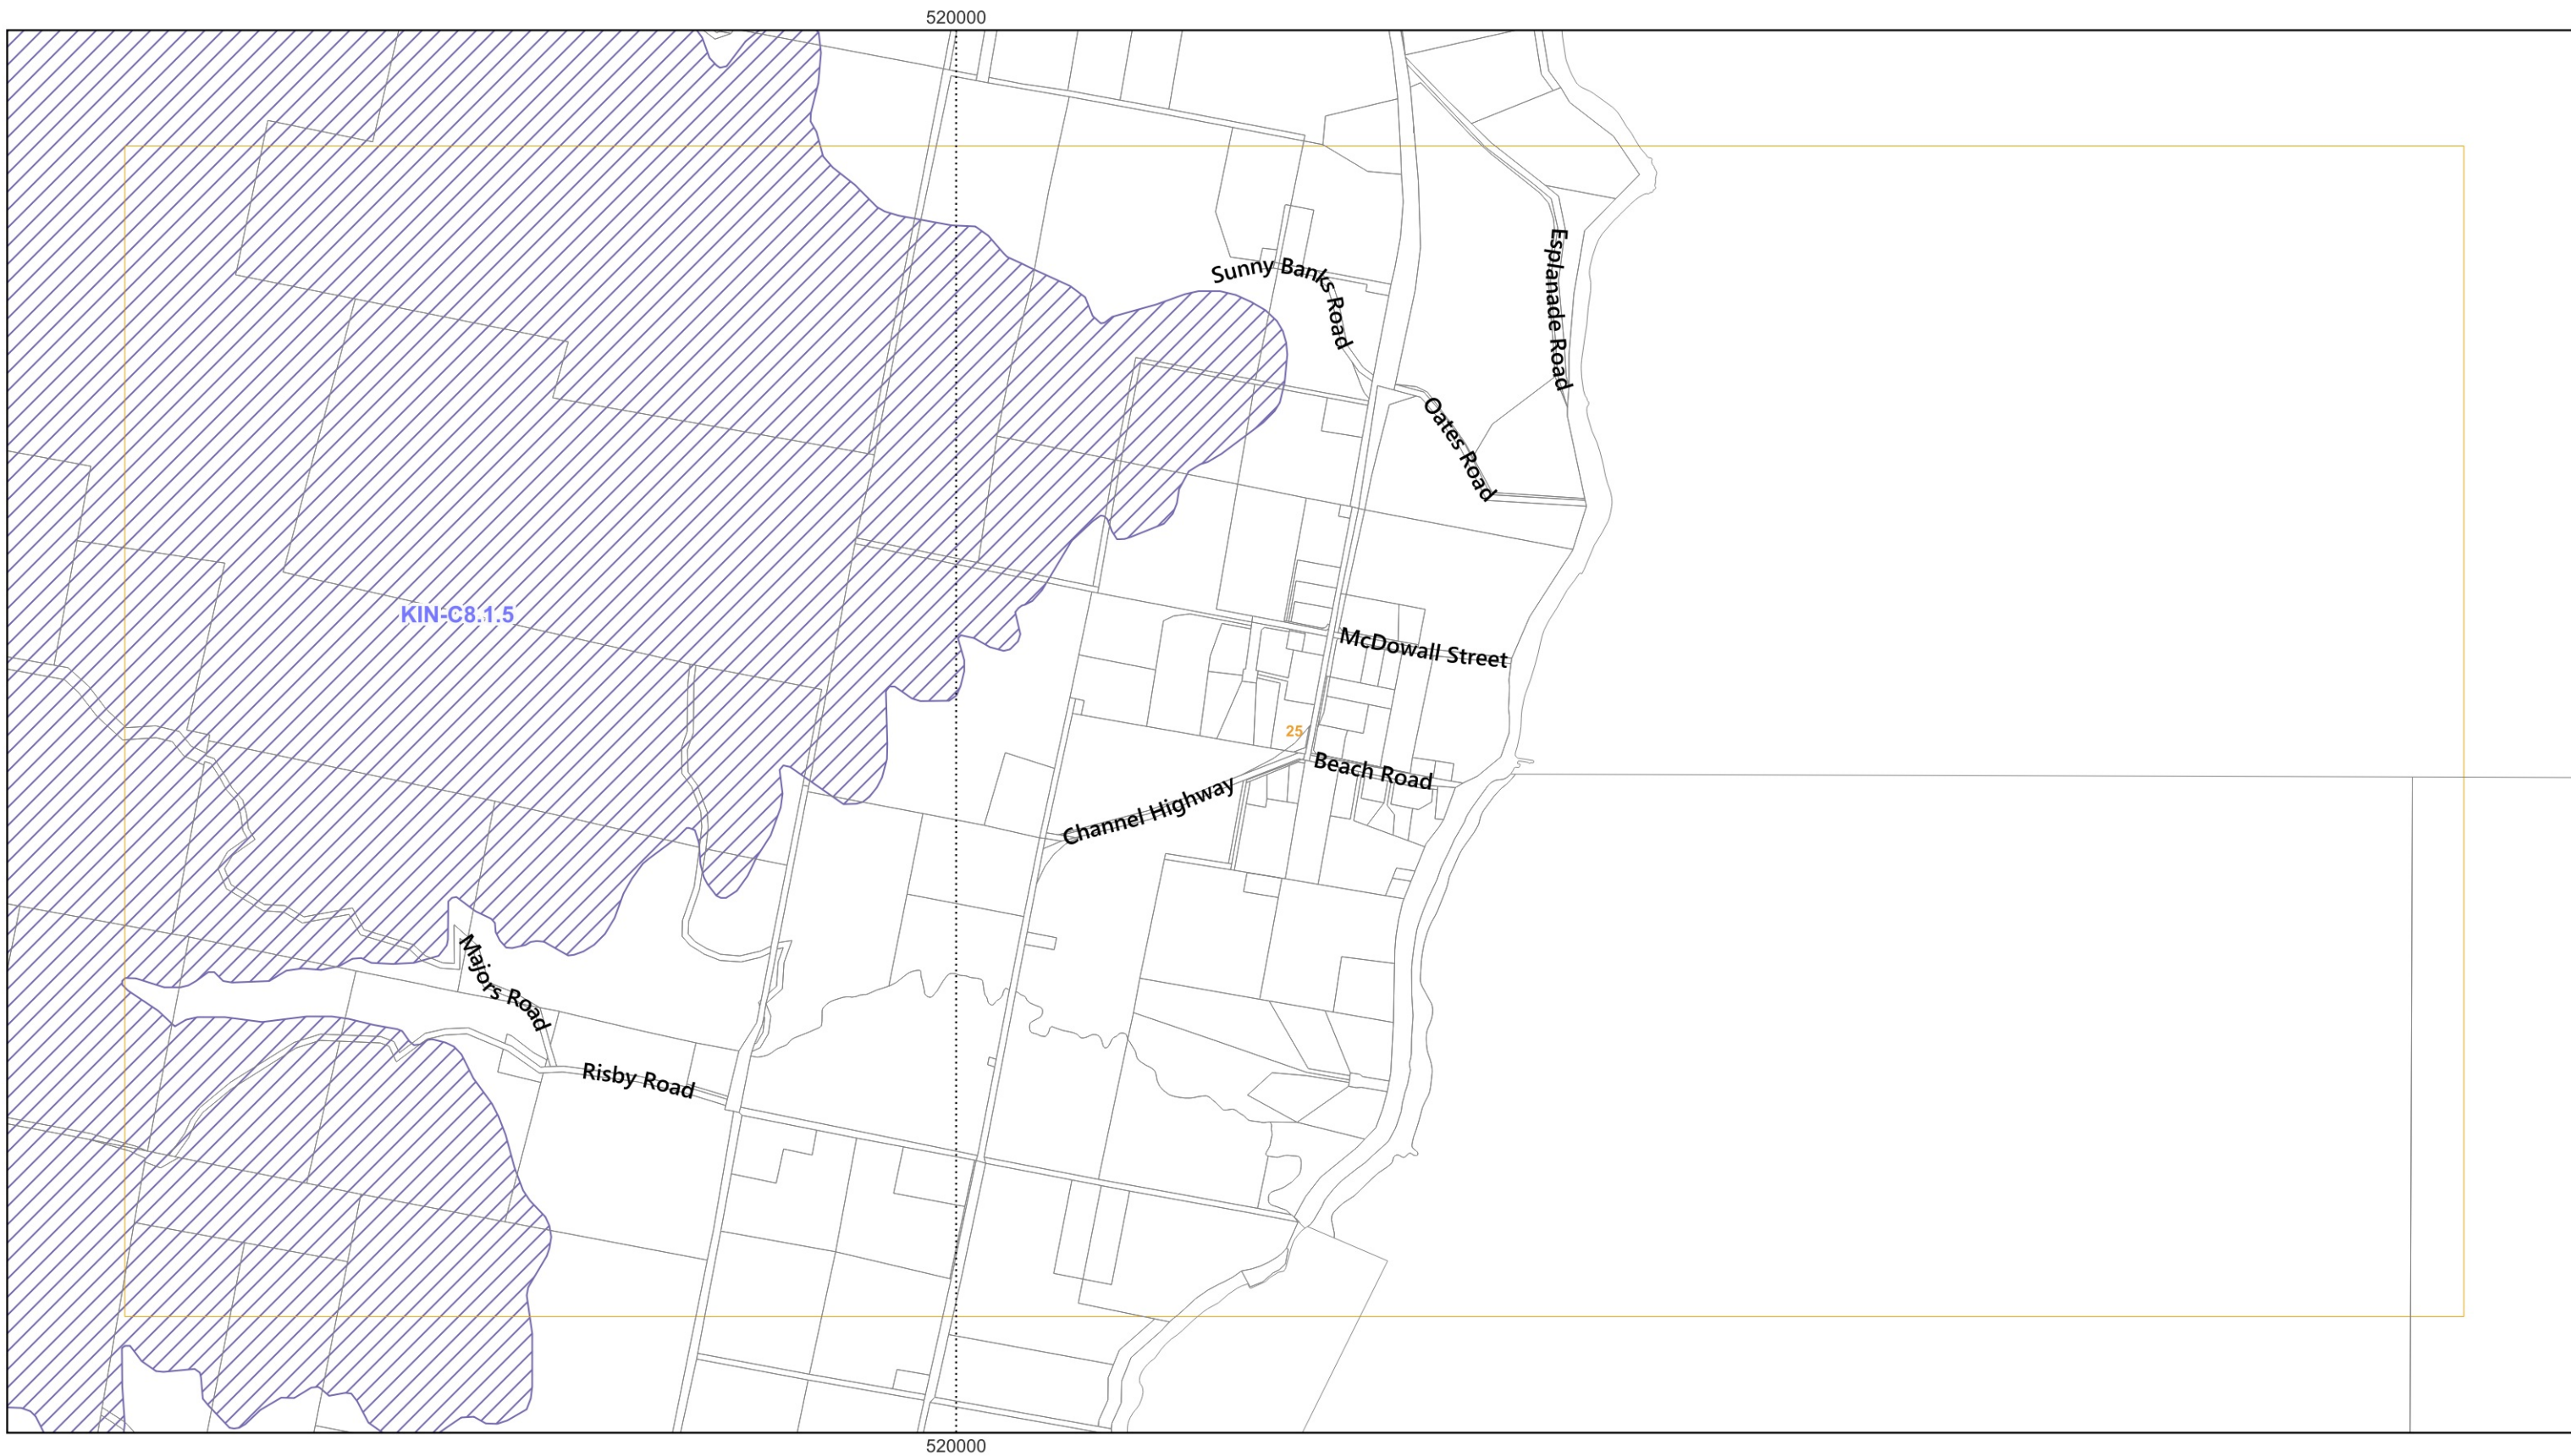 520000
Esplanade Road
Sunny Banks Road
Oates Road
KIN-C8.1.5
McDowall Street
25
Beach Road
Channel Highway
Majors Road
Risby Road
520000